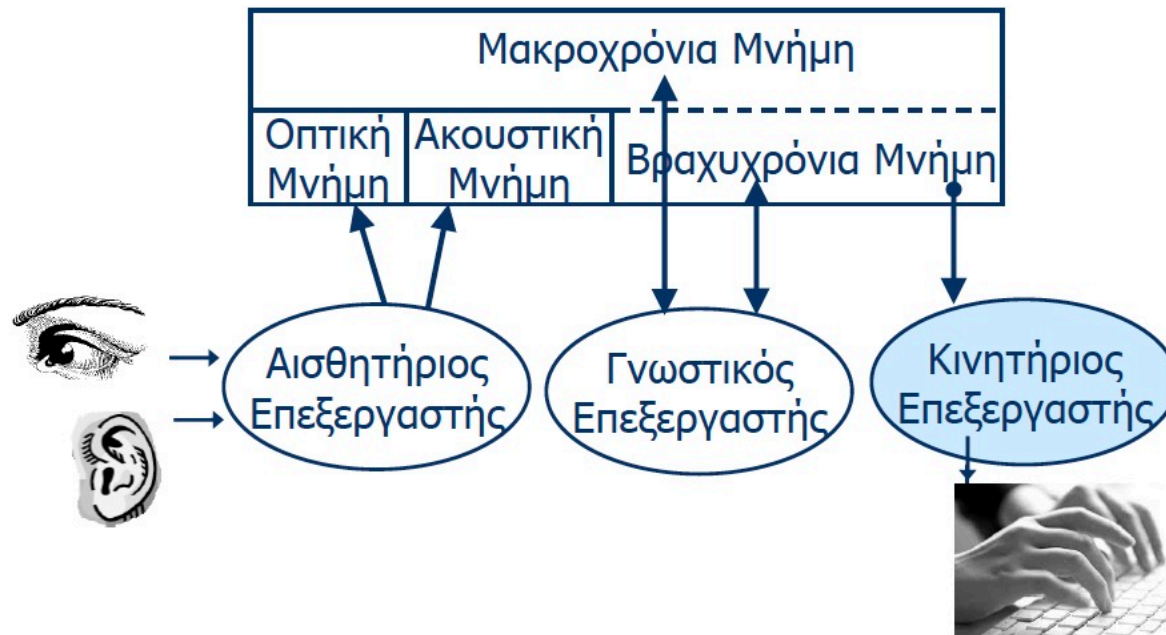 Μακροχρόνια Μνήμη
Οπτική
Μνήμη
Ακουστική
Μνήμη
Βραχυχρόνια Μνήμη
Αισθητήριος
Επεξεργαστής
Γνωστικός
Επεξεργαστής
Κινητήριος
Επεξεργαστής